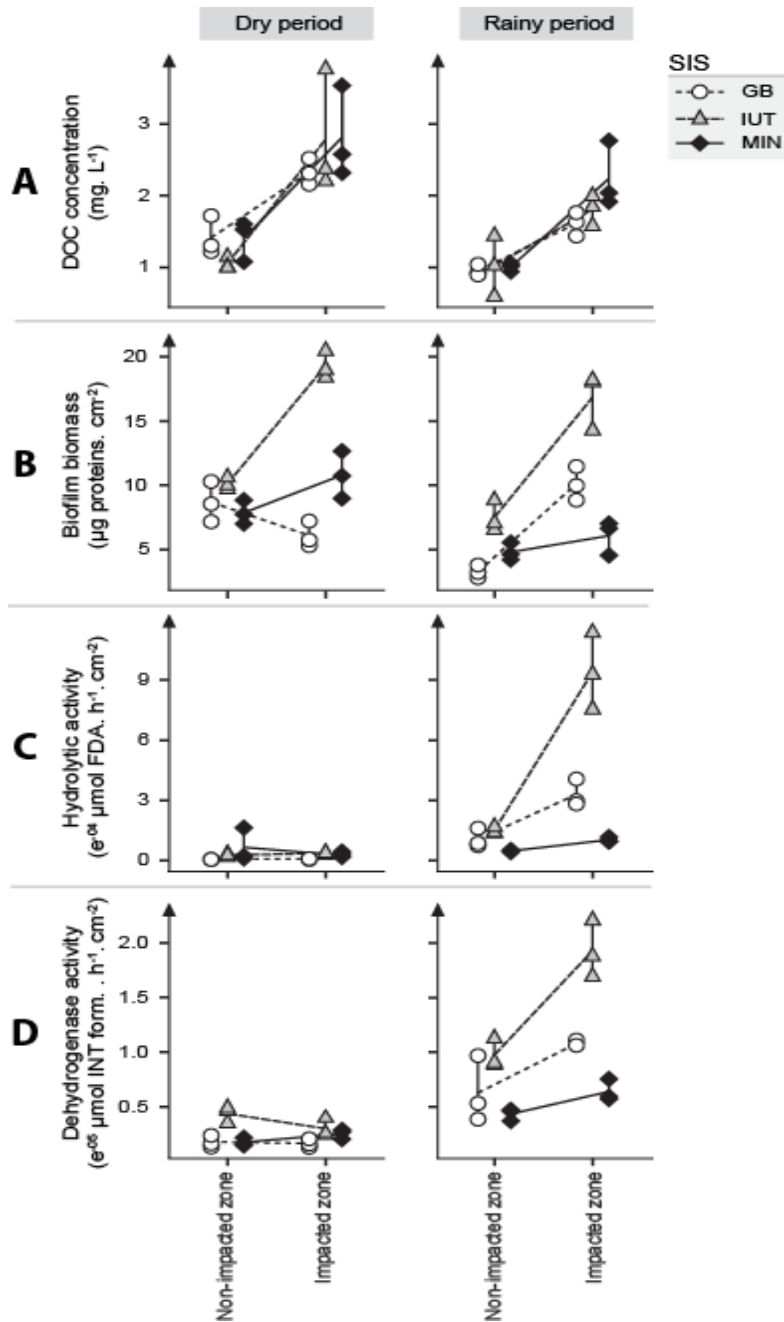 Dry period
Rainy period
SIS
GB
IUT
MIN
A
DOC concentration
(mg. L-1)
3
2
1
B
Biofilm biomass
(µg proteins. cm-2)
20
15
10
5
C
Hydrolytic activity
(e-04 µmol FDA. h-1. cm-2)
9
6
3
0
D
Dehydrogenase activity
(e-05 µmol INT form. . h-1. cm-2)
2.0
1.5
1.0
0.5
Non-impacted zone
Impacted zone
Non-impacted zone
Impacted zone